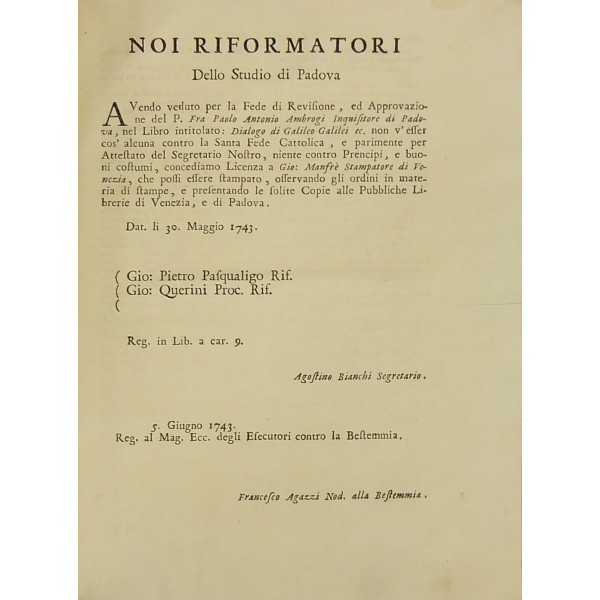 NOI RIFORMATORI
Dello Studio di Padova
AVendo veduto per la Fede di Reviſione, ed Approvazio-
ne del P. Fra Paolo Antonio Ambrogi Inquiſitore di Pado-
va, nel Libro intitolato: Dialogo di Galileo Galilei ec. non v'eſſer
cos' alcuna contro la Santa Fede Cattolica, e parimente per
Atteſtato del Segretario Noſtro, niente contro Prencipi, e buo-
ni coſtumi, concediamo Licenza a Gio: Manfrè Stampatore di Ve-
nezia, che poſſi eſſere ſtampato, oſſervando gli ordini in mate-
ria di ſtampe, e preſentando le ſolite Copie alle Pubbliche Li-
brerie di Venezia, e di Padova.
Dat. li 30. Maggio 1743.
( Gio: Pietro Paſqualigo Rif.
( Gio: Querini Proc. Rif.
(
Reg. in Lib. a car. 9.
Agoſtino Bianchi Segretario.
5. Giugno 1743.
Reg. al Mag. Ecc. degli Eſecutori contro la Beſtemmia.
Franceſco Agazzi Nod. alla Beſtemmia.